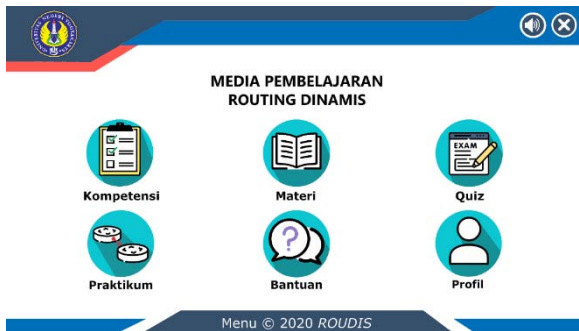 MEDIA PEMBELAJARAN
ROUTING DINAMIS
EXAM
Kompetensi
Materi
Quiz
Praktikum
Bantuan
Profil
Menu © 2020 ROUDIS